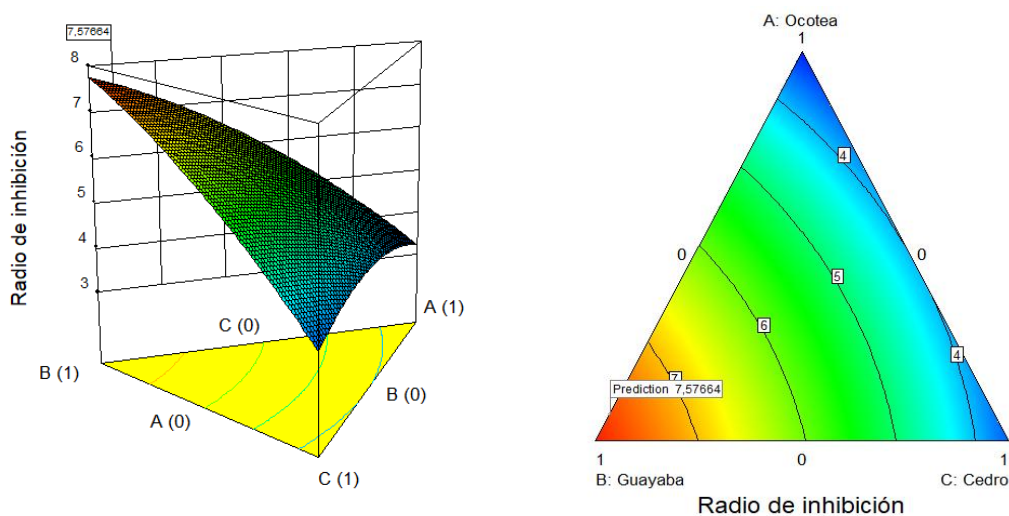 7,57664
8
7
6
5
4
3
Radio de inhibición
A (1)
C (0)
B (1)
B (0)
A (0)
C (1)
A: Ocotea
1
4
0
0
5
6
4
7
Prediction 7,57664
1
0
1
B: Guayaba
C: Cedro
Radio de inhibición